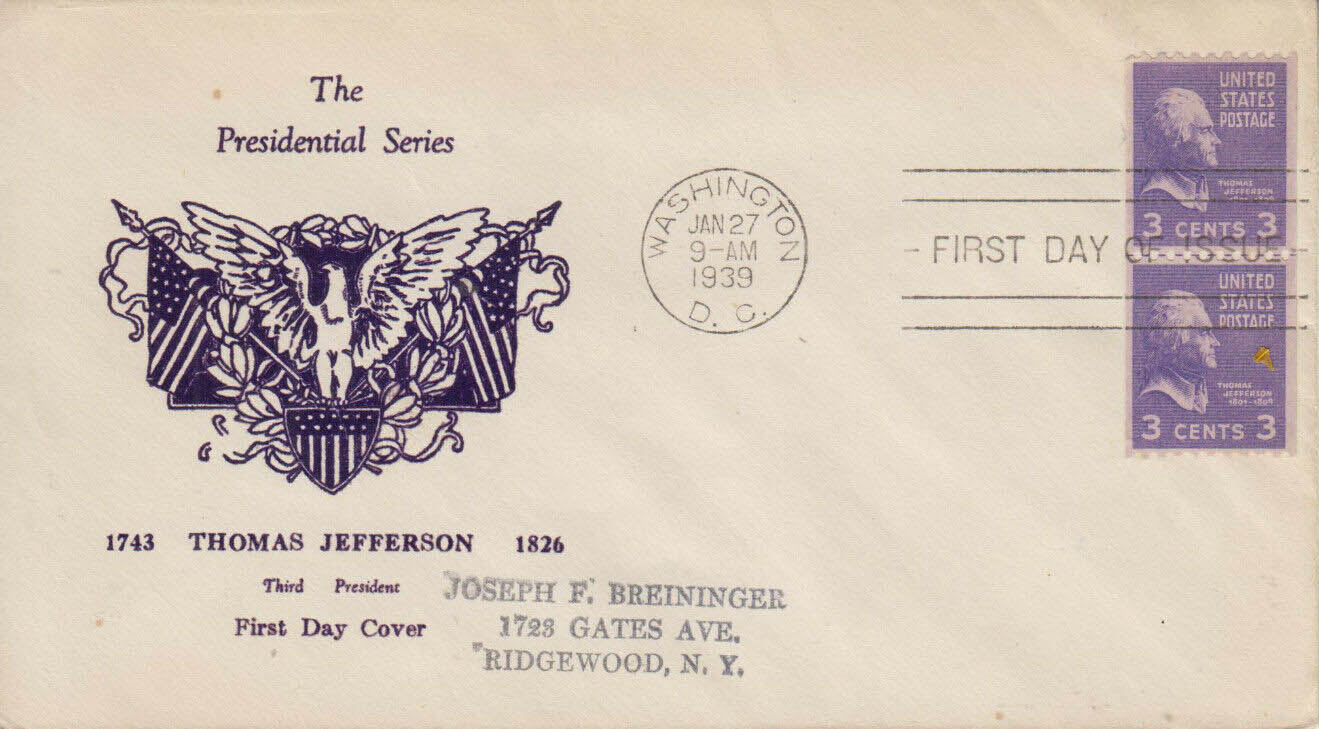 The
Presidential Series
WASHINGTON
JAN 27
9-AM
1939
D. C.
FIRST DAY OF ISSUE
UNITED
STATES
POSTAGE
THOMAS
JEFFERSON
3 CENTS 3
UNITED
STATES
POSTAGE
THOMAS
JEFFERSON
1801-1809
3 CENTS 3
1743 THOMAS JEFFERSON 1826
Third President
First Day Cover
JOSEPH F. BREININGER
1723 GATES AVE.
RIDGEWOOD, N. Y.